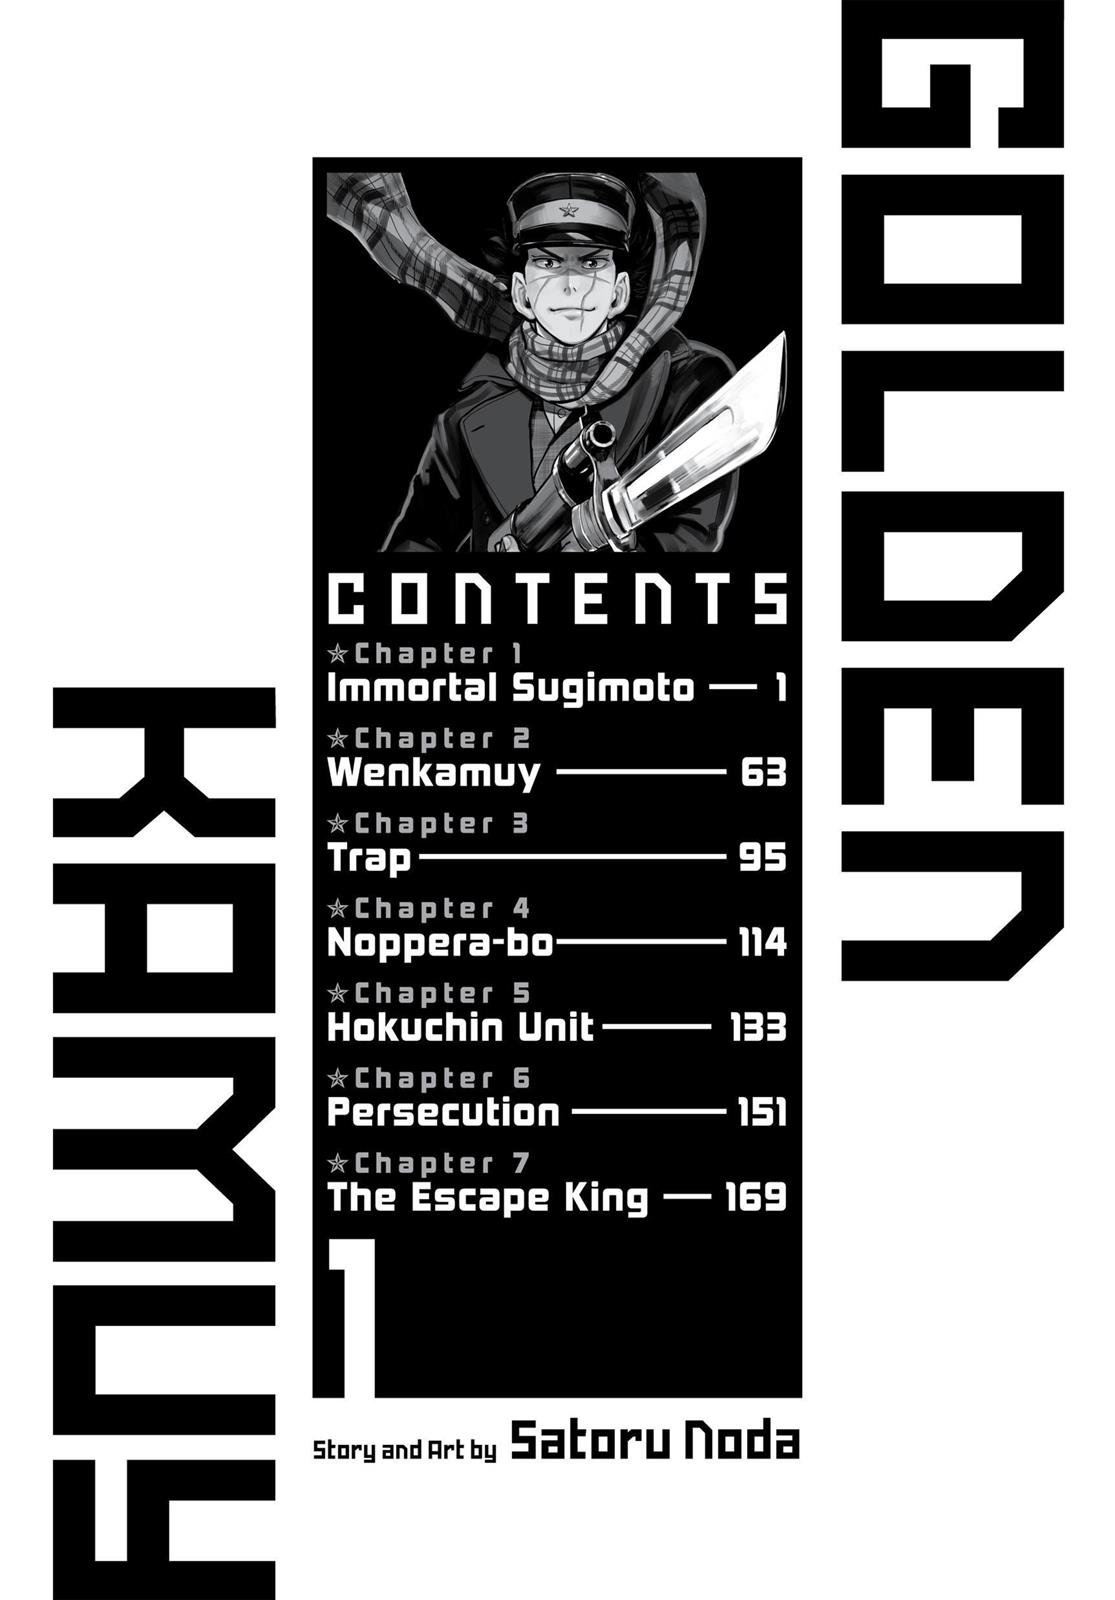 GOLDEN
KAMUY
CONTENTS
☆Chapter 1
Immortal Sugimoto — 1
☆Chapter 2
Wenkamuy — 63
☆Chapter 3
Trap — 95
☆Chapter 4
Noppera-bo — 114
☆Chapter 5
Hokuchin Unit — 133
☆Chapter 6
Persecution — 151
☆Chapter 7
The Escape King — 169
1
Story and Art by Satoru Noda